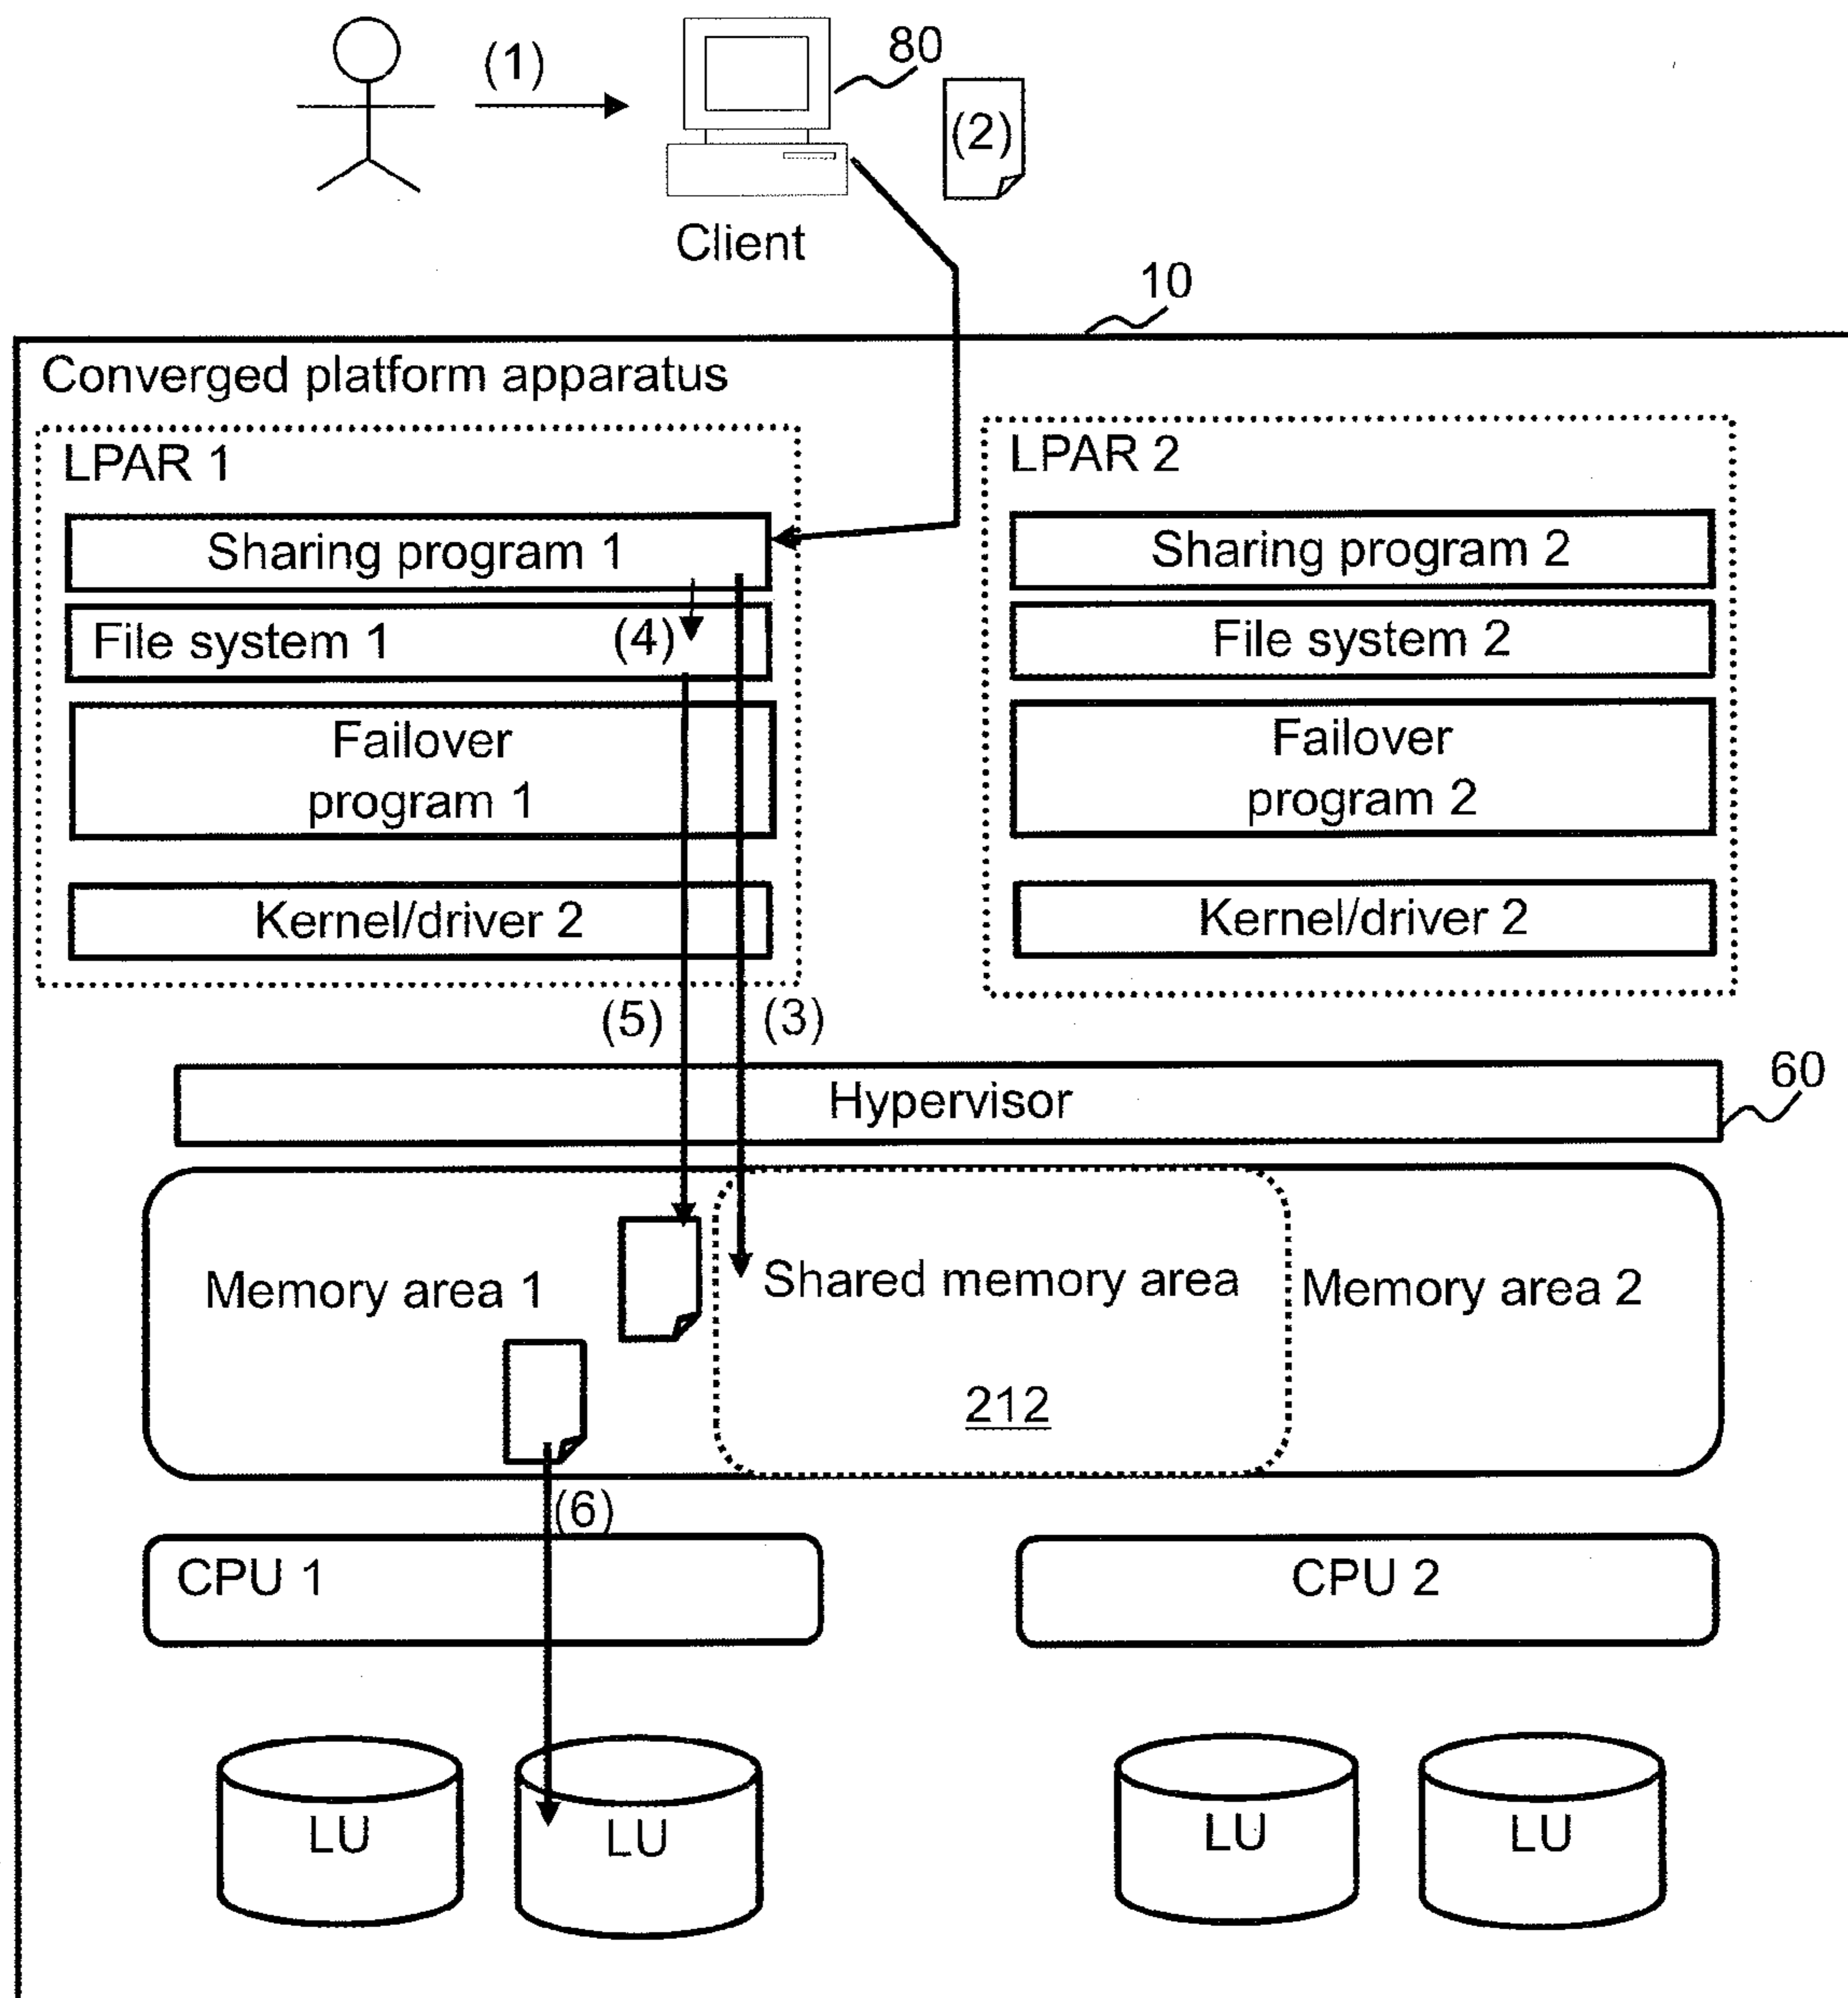 (1)
80
(2)
Client
10
Converged platform apparatus
LPAR 1
Sharing program 1
File system 1
(4)
Failover
program 1
Kernel/driver 2
LPAR 2
Sharing program 2
File system 2
Failover
program 2
Kernel/driver 2
(5)
(3)
Hypervisor
60
Memory area 1
Shared memory area
212
Memory area 2
(6)
CPU 1
CPU 2
LU
LU
LU
LU